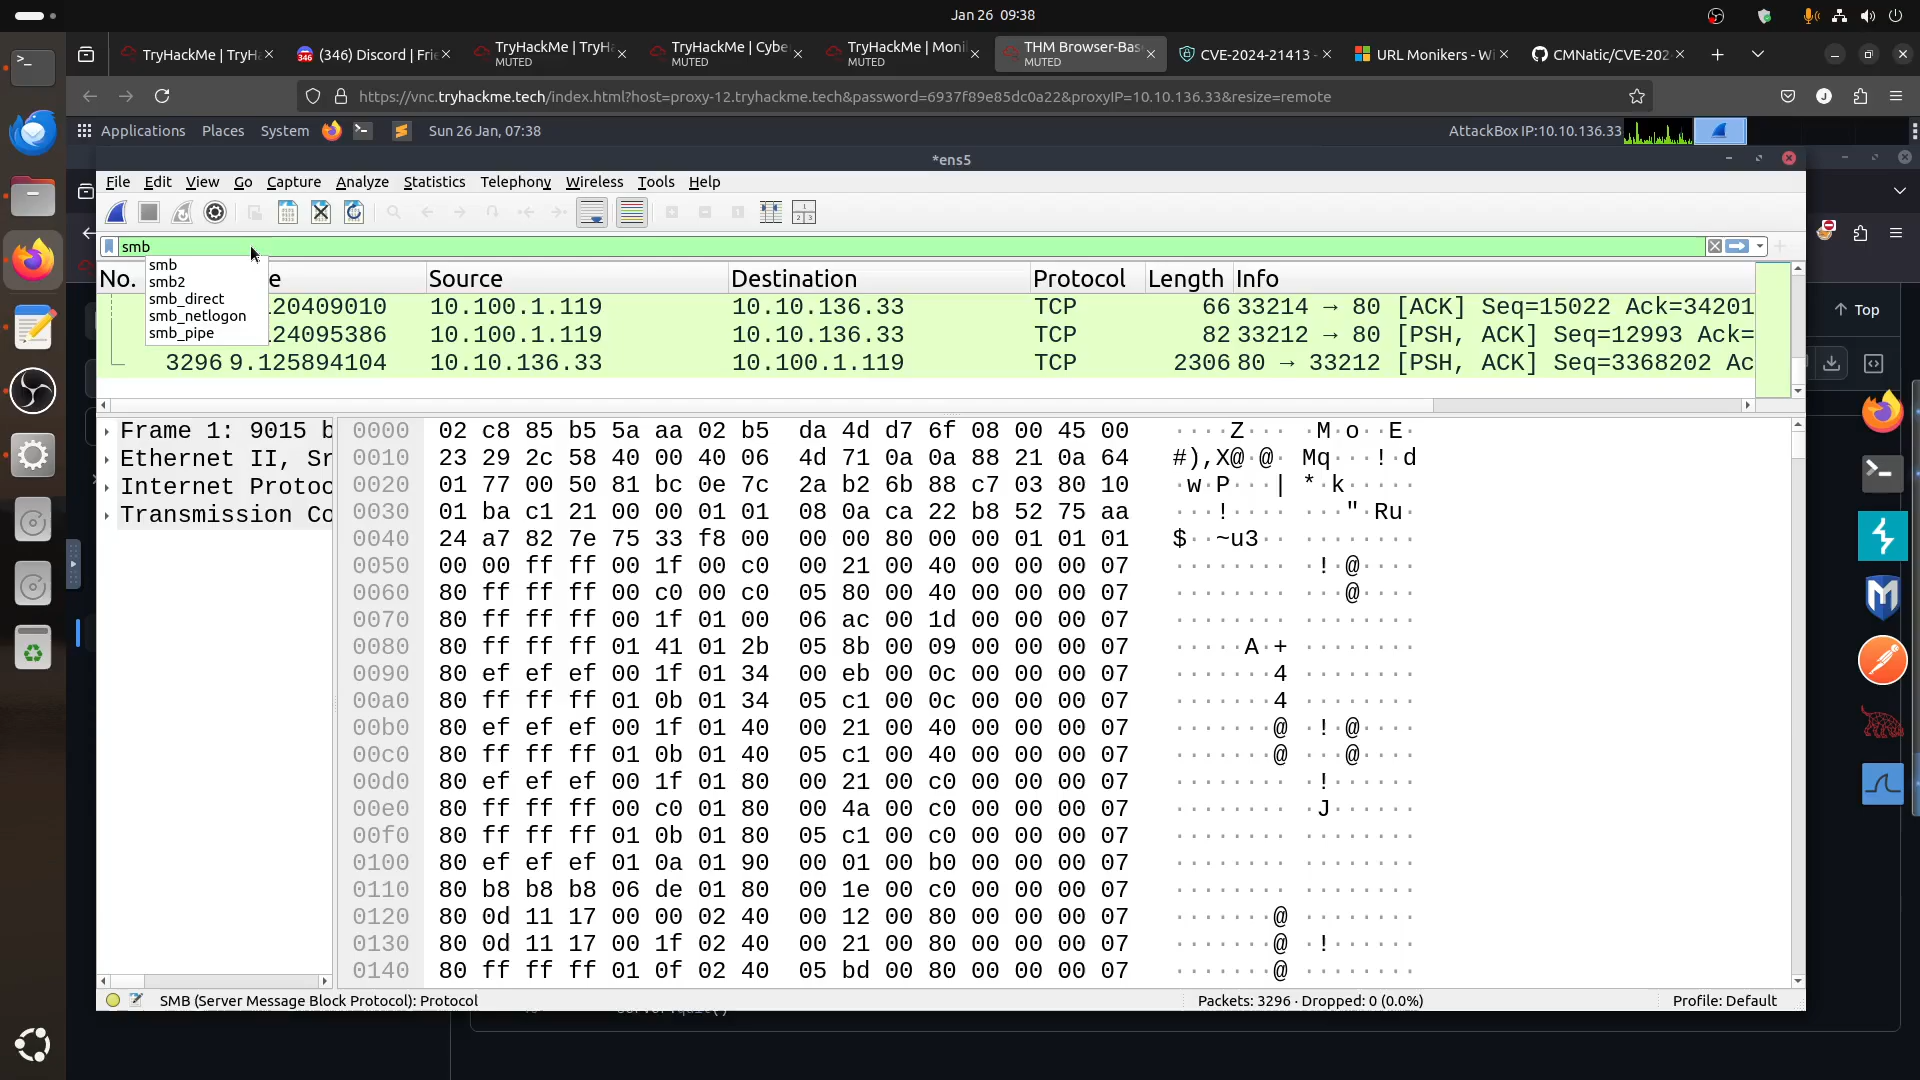 Jan 26 09:38
TryHackMe | TryH
(346) Discord | Frie
TryHackMe | TryHa
MUTED
TryHackMe | Cybe
MUTED
TryHackMe | Moni
MUTED
THM Browser-Bas
MUTED
CVE-2024-21413 -
URL Monikers - Wi
CMNatic/CVE-202
https://vnc.tryhackme.tech/index.html?host=proxy-12.tryhackme.tech&password=6937f89e85dc0a22&proxyIP=10.10.136.33&resize=remote
Applications Places System Sun 26 Jan, 07:38 AttackBox IP:10.10.136.33
*ens5
File Edit View Go Capture Analyze Statistics Telephony Wireless Tools Help
smb
smb
smb2
smb_direct
smb_netlogon
smb_pipe
No. e Source Destination Protocol Length Info
.120409010 10.100.1.119 10.10.136.33 TCP 66 33214 → 80 [ACK] Seq=15022 Ack=34201
.124095386 10.100.1.119 10.10.136.33 TCP 82 33212 → 80 [PSH, ACK] Seq=12993 Ack=
3296 9.125894104 10.10.136.33 10.100.1.119 TCP 2306 80 → 33212 [PSH, ACK] Seq=3368202 Ac
Top
Frame 1: 9015 b
Ethernet II, Sr
Internet Protoc
Transmission Co
0000 02 c8 85 b5 5a aa 02 b5 da 4d d7 6f 08 00 45 00 ····Z··· ·M·o··E·
0010 23 29 2c 58 40 00 40 06 4d 71 0a 0a 88 21 0a 64 #),X@·@· Mq···!·d
0020 01 77 00 50 81 bc 0e 7c 2a b2 6b 88 c7 03 80 10 ·w·P···| *·k·····
0030 01 ba c1 21 00 00 01 01 08 0a ca 22 b8 52 75 aa ···!···· ···"·Ru·
0040 24 a7 82 7e 75 33 f8 00 00 00 80 00 00 01 01 01 $··~u3·· ········
0050 00 00 ff ff 00 1f 00 c0 00 21 00 40 00 00 00 07 ········ ·!·@····
0060 80 ff ff ff 00 c0 00 c0 05 80 00 40 00 00 00 07 ········ ···@····
0070 80 ff ff ff 00 1f 01 00 06 ac 00 1d 00 00 00 07 ········ ········
0080 80 ff ff ff 01 41 01 2b 05 8b 00 09 00 00 00 07 ·····A·+ ········
0090 80 ef ef ef 00 1f 01 34 00 eb 00 0c 00 00 00 07 ·······4 ········
00a0 80 ff ff ff 01 0b 01 34 05 c1 00 0c 00 00 00 07 ·······4 ········
00b0 80 ef ef ef 00 1f 01 40 00 21 00 40 00 00 00 07 ·······@ ·!·@····
00c0 80 ff ff ff 01 0b 01 40 05 c1 00 40 00 00 00 07 ·······@ ···@····
00d0 80 ef ef ef 00 1f 01 80 00 21 00 c0 00 00 00 07 ········ ·!······
00e0 80 ff ff ff 00 c0 01 80 00 4a 00 c0 00 00 00 07 ········ ·J······
00f0 80 ff ff ff 01 0b 01 80 05 c1 00 c0 00 00 00 07 ········ ········
0100 80 ef ef ef 01 0a 01 90 00 01 00 b0 00 00 00 07 ········ ········
0110 80 b8 b8 b8 06 de 01 80 00 1e 00 c0 00 00 00 07 ········ ········
0120 80 0d 11 17 00 00 02 40 00 12 00 80 00 00 00 07 ·······@ ········
0130 80 0d 11 17 00 1f 02 40 00 21 00 80 00 00 00 07 ·······@ ·!······
0140 80 ff ff ff 01 0f 02 40 05 bd 00 80 00 00 00 07 ·······@ ········
SMB (Server Message Block Protocol): Protocol Packets: 3296 · Dropped: 0 (0.0%) Profile: Default